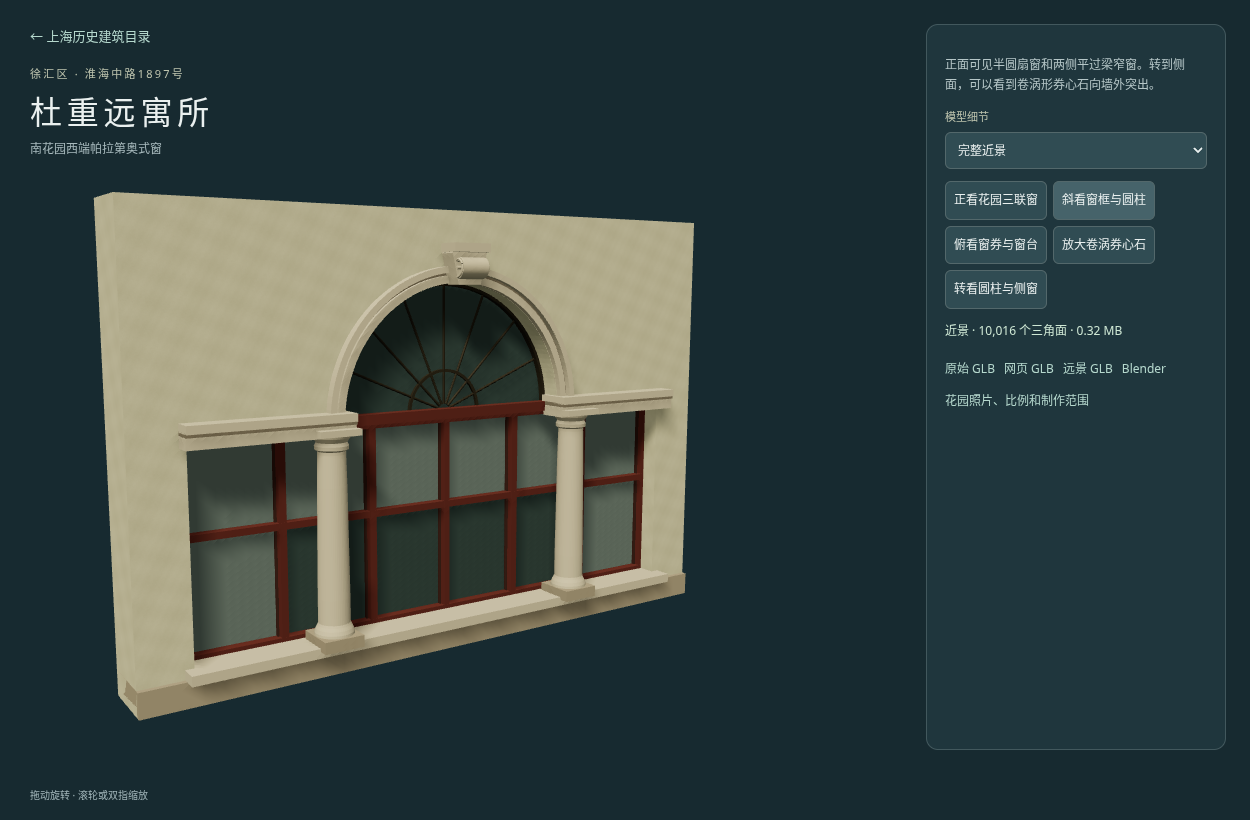 ← 上海历史建筑目录
徐汇区 · 淮海中路1897号
杜重远寓所
南花园西端帕拉第奥式窗
正面可见半圆扇窗和两侧平过梁窄窗。转到侧
面，可以看到卷涡形券心石向墙外突出。
模型细节
完整近景
正看花园三联窗
斜看窗框与圆柱
俯看窗券与窗台
放大卷涡券心石
转看圆柱与侧窗
近景 · 10,016 个三角面 · 0.32 MB
原始 GLB 网页 GLB 远景 GLB Blender
花园照片、比例和制作范围
拖动旋转 · 滚轮或双指缩放